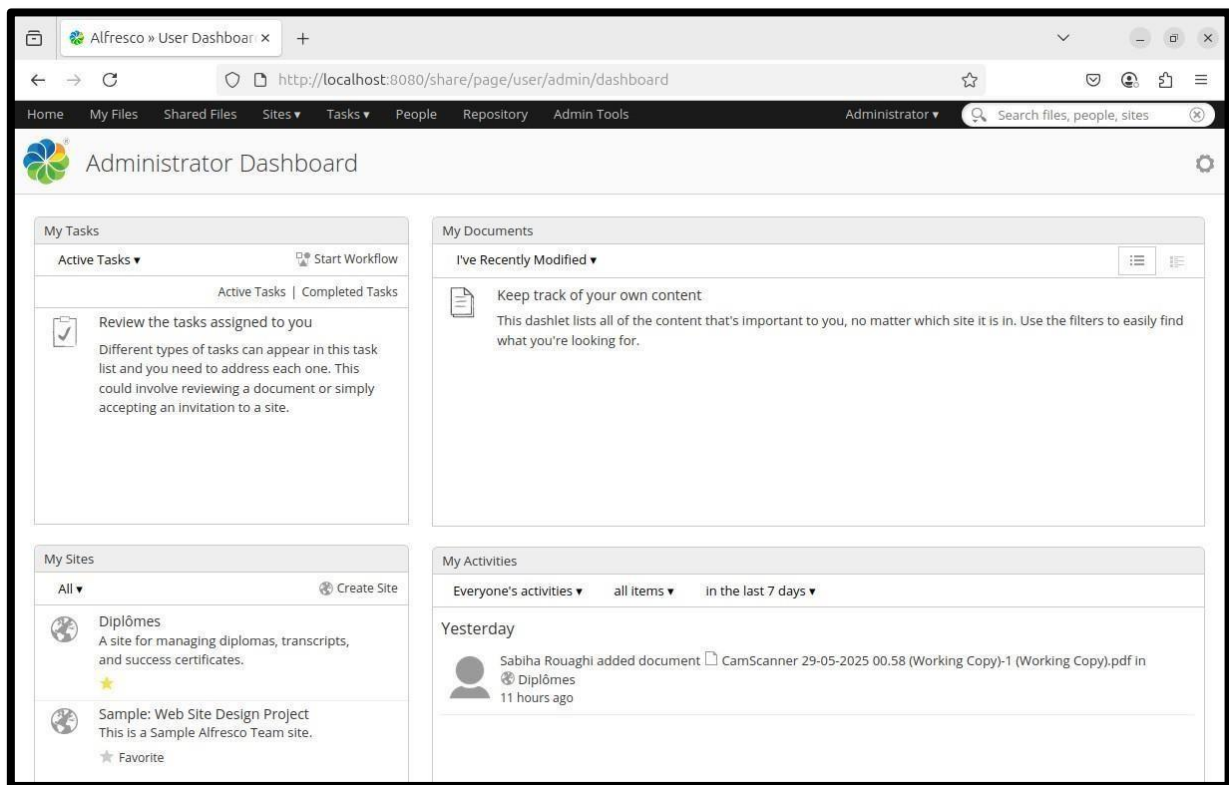 Alfresco » User Dashboar
http://localhost:8080/share/page/user/admin/dashboard
Home My Files Shared Files Sites Tasks People Repository Admin Tools Administrator Search files, people, sites
Administrator Dashboard
My Tasks
Active Tasks Start Workflow
Active Tasks | Completed Tasks
Review the tasks assigned to you
Different types of tasks can appear in this task
list and you need to address each one. This
could involve reviewing a document or simply
accepting an invitation to a site.
My Documents
I've Recently Modified
Keep track of your own content
This dashlet lists all of the content that's important to you, no matter which site it is in. Use the filters to easily find
what you're looking for.
My Sites
All Create Site
Diplômes
A site for managing diplomas, transcripts,
and success certificates.
Sample: Web Site Design Project
This is a Sample Alfresco Team site.
Favorite
My Activities
Everyone's activities all items in the last 7 days
Yesterday
Sabiha Rouaghi added document CamScanner 29-05-2025 00.58 (Working Copy)-1 (Working Copy).pdf in
Diplômes
11 hours ago